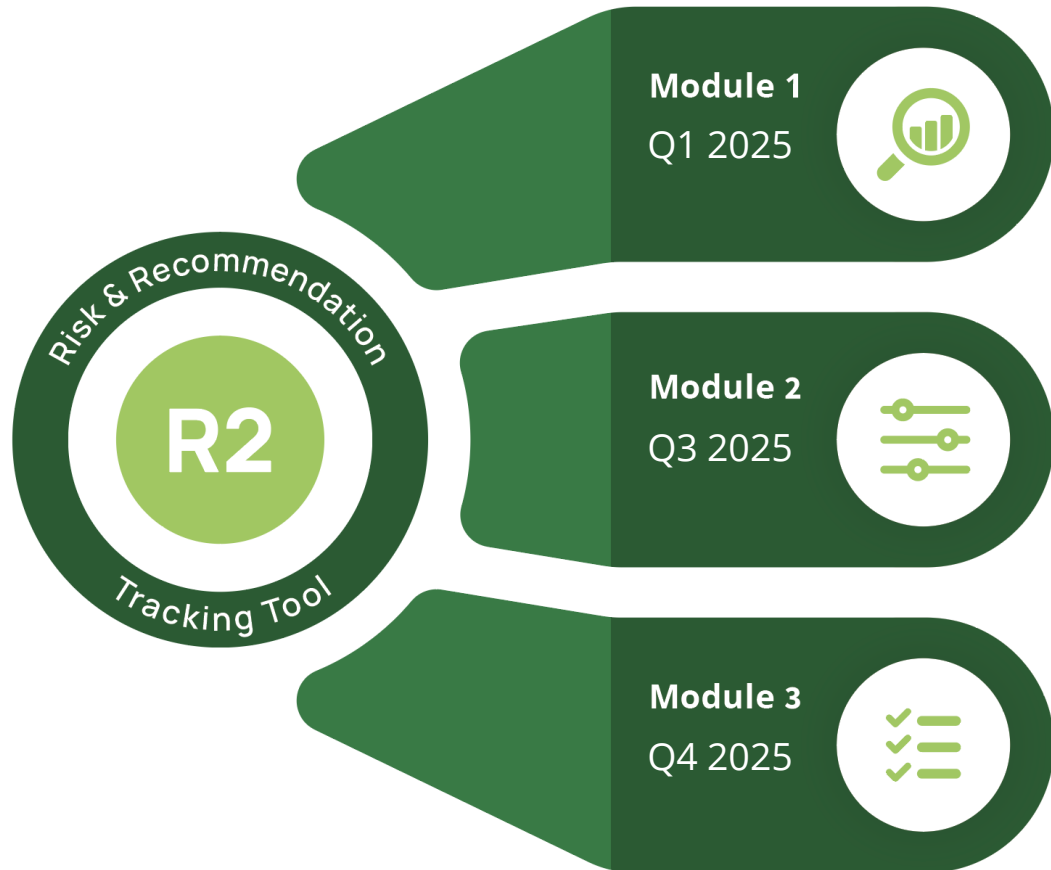 Risk & Recommendation
R2
Tracking Tool
Module 1
Q1 2025
Module 2
Q3 2025
Module 3
Q4 2025